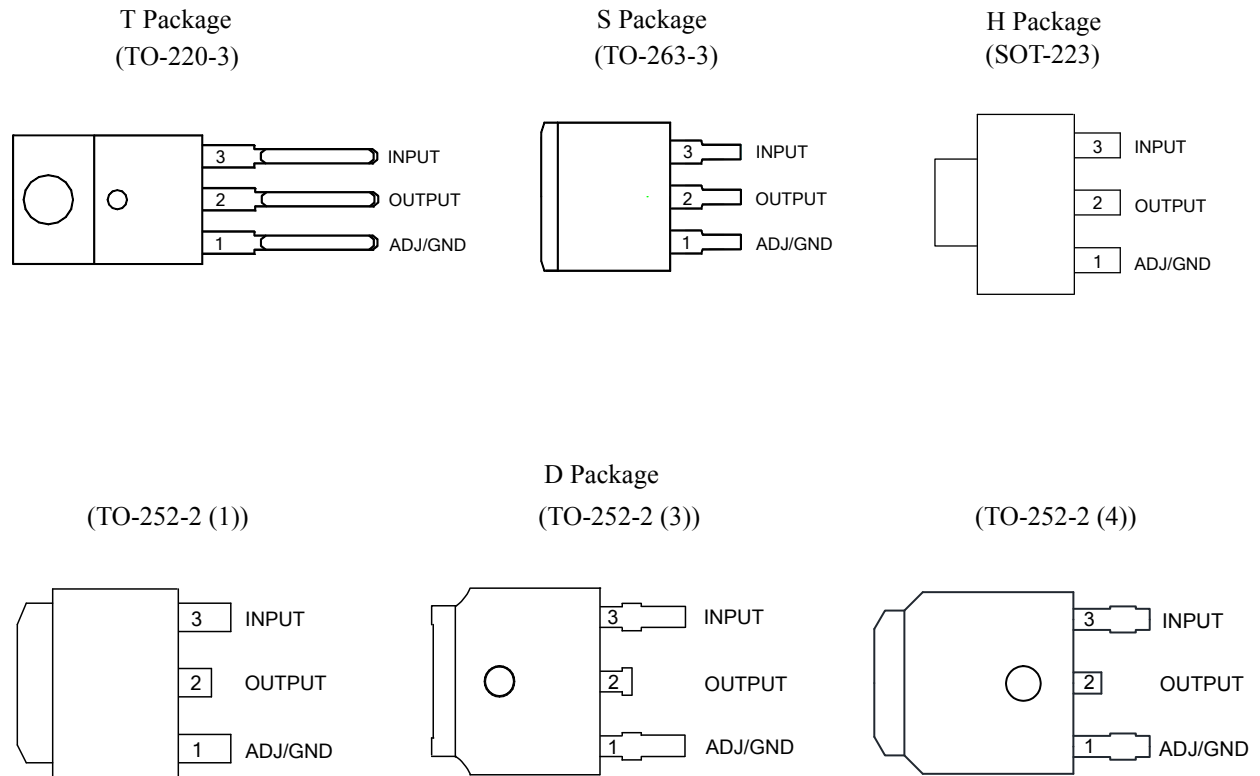 T Package
(TO-220-3)
3 INPUT
2 OUTPUT
1 ADJ/GND
S Package
(TO-263-3)
3 INPUT
2 OUTPUT
1 ADJ/GND
H Package
(SOT-223)
3 INPUT
2 OUTPUT
1 ADJ/GND
D Package
(TO-252-2 (1))
3 INPUT
2 OUTPUT
1 ADJ/GND
(TO-252-2 (3))
3 INPUT
2 OUTPUT
1 ADJ/GND
(TO-252-2 (4))
3 INPUT
2 OUTPUT
1 ADJ/GND